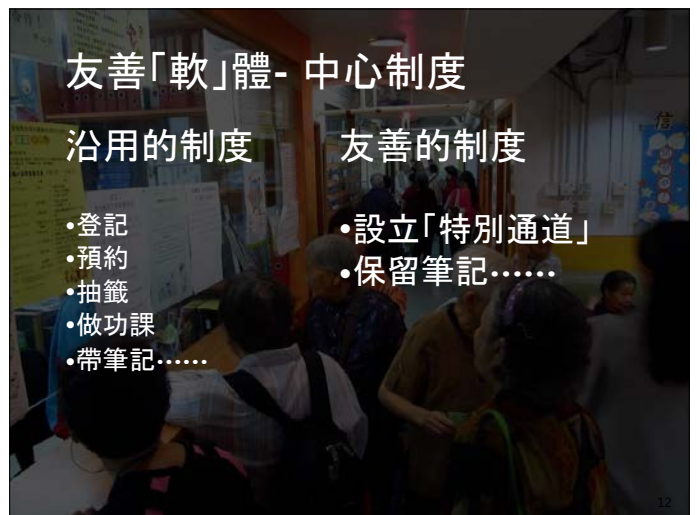 友善「軟」體- 中心制度
沿用的制度
•登記
•預約
•抽籤
•做功課
•帶筆記……
友善的制度
•設立「特別通道」
•保留筆記……
信
12